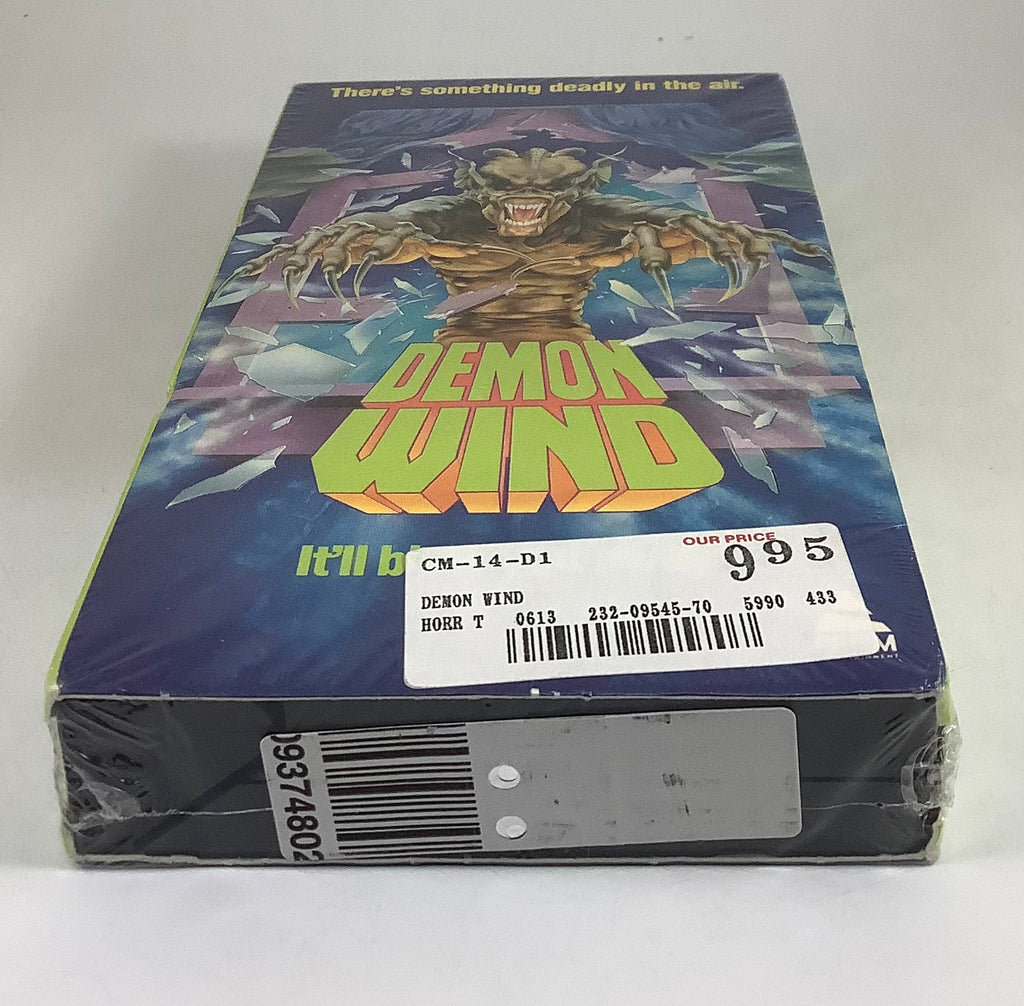 There's something deadly in the air.
DEMON
WIND
It'll b
CM-14-D1
OUR PRICE
995
DEMON WIND
HORR T 0613 232-09545-70 5990 433
09374802